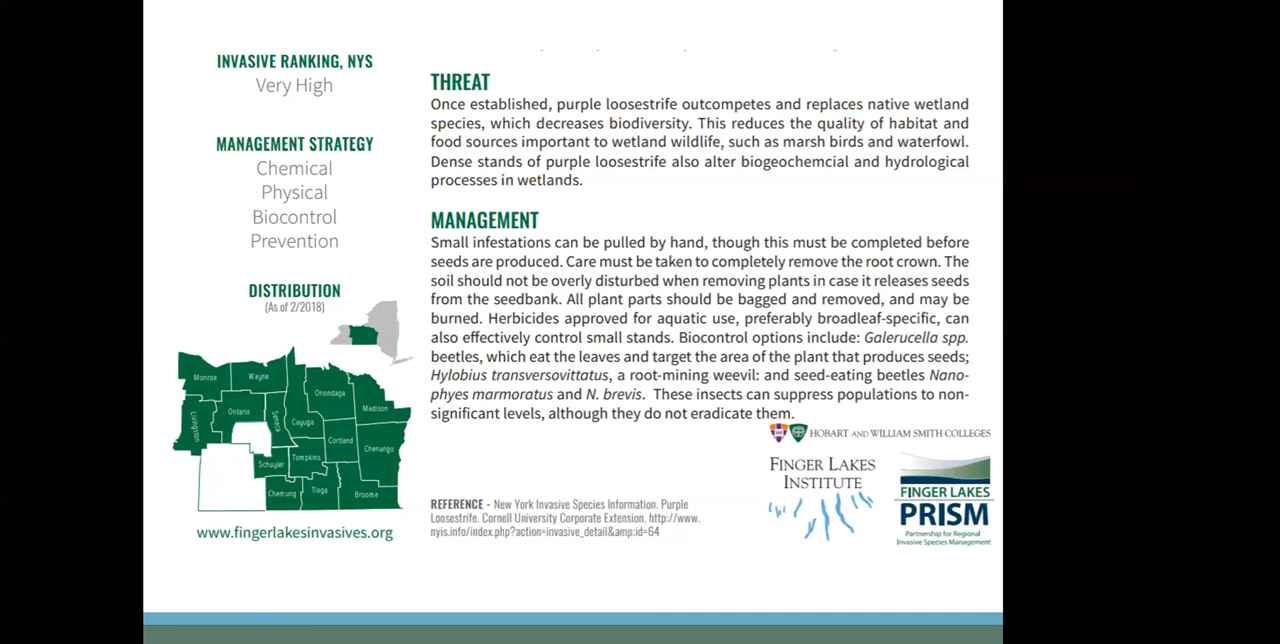 INVASIVE RANKING, NYS
Very High
MANAGEMENT STRATEGY
Chemical
Physical
Biocontrol
Prevention
DISTRIBUTION
(As of 2/2018)
Monroe
Wayne
Onondaga
Madison
Livingston
Ontario
Seneca
Cayuga
Cortland
Chenango
Schuyler
Tompkins
Chemung
Tioga
Broome
www.fingerlakesinvasives.org
THREAT
Once established, purple loosestrife outcompetes and replaces native wetland
species, which decreases biodiversity. This reduces the quality of habitat and
food sources important to wetland wildlife, such as marsh birds and waterfowl.
Dense stands of purple loosestrife also alter biogeochemcial and hydrological
processes in wetlands.
MANAGEMENT
Small infestations can be pulled by hand, though this must be completed before
seeds are produced. Care must be taken to completely remove the root crown. The
soil should not be overly disturbed when removing plants in case it releases seeds
from the seedbank. All plant parts should be bagged and removed, and may be
burned. Herbicides approved for aquatic use, preferably broadleaf-specific, can
also effectively control small stands. Biocontrol options include: Galerucella spp.
beetles, which eat the leaves and target the area of the plant that produces seeds;
Hylobius transversovittatus, a root-mining weevil: and seed-eating beetles Nano-
phyes marmoratus and N. brevis. These insects can suppress populations to non-
significant levels, although they do not eradicate them.
HOBART AND WILLIAM SMITH COLLEGES
FINGER LAKES
INSTITUTE
FINGER LAKES
PRISM
Partnership for Regional
Invasive Species Management
REFERENCE - New York Invasive Species Information. Purple
Loosestrife. Cornell University Corporate Extension. http://www.
nyis.info/index.php?action=invasive_detail&amp;id=64